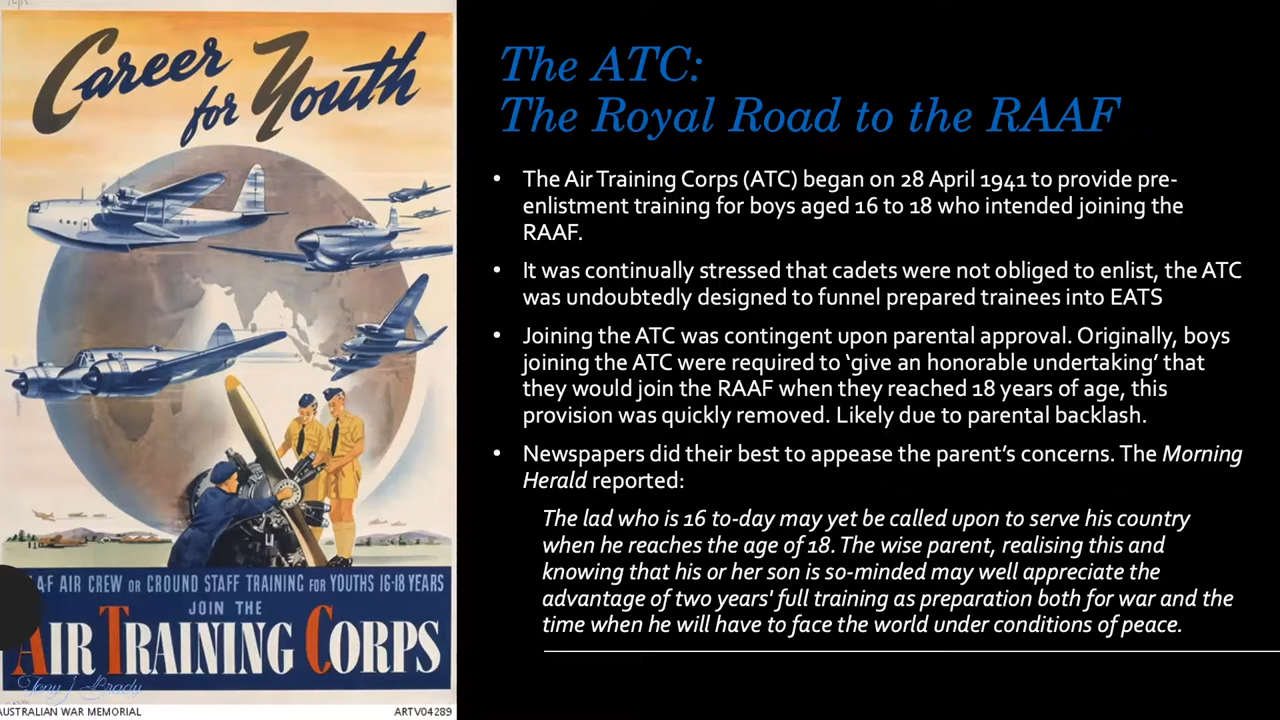 Career
for Youth
A·F AIR CREW OR GROUND STAFF TRAINING FOR YOUTHS 16-18 YEARS
JOIN THE
AIR TRAINING CORPS
Tony J Brady
AUSTRALIAN WAR MEMORIAL
ARTV04289
The ATC:
The Royal Road to the RAAF
• The Air Training Corps (ATC) began on 28 April 1941 to provide pre-
enlistment training for boys aged 16 to 18 who intended joining the
RAAF.
• It was continually stressed that cadets were not obliged to enlist, the ATC
was undoubtedly designed to funnel prepared trainees into EATS
• Joining the ATC was contingent upon parental approval. Originally, boys
joining the ATC were required to ‘give an honorable undertaking’ that
they would join the RAAF when they reached 18 years of age, this
provision was quickly removed. Likely due to parental backlash.
• Newspapers did their best to appease the parent’s concerns. The Morning
Herald reported:
The lad who is 16 to-day may yet be called upon to serve his country
when he reaches the age of 18. The wise parent, realising this and
knowing that his or her son is so-minded may well appreciate the
advantage of two years' full training as preparation both for war and the
time when he will have to face the world under conditions of peace.